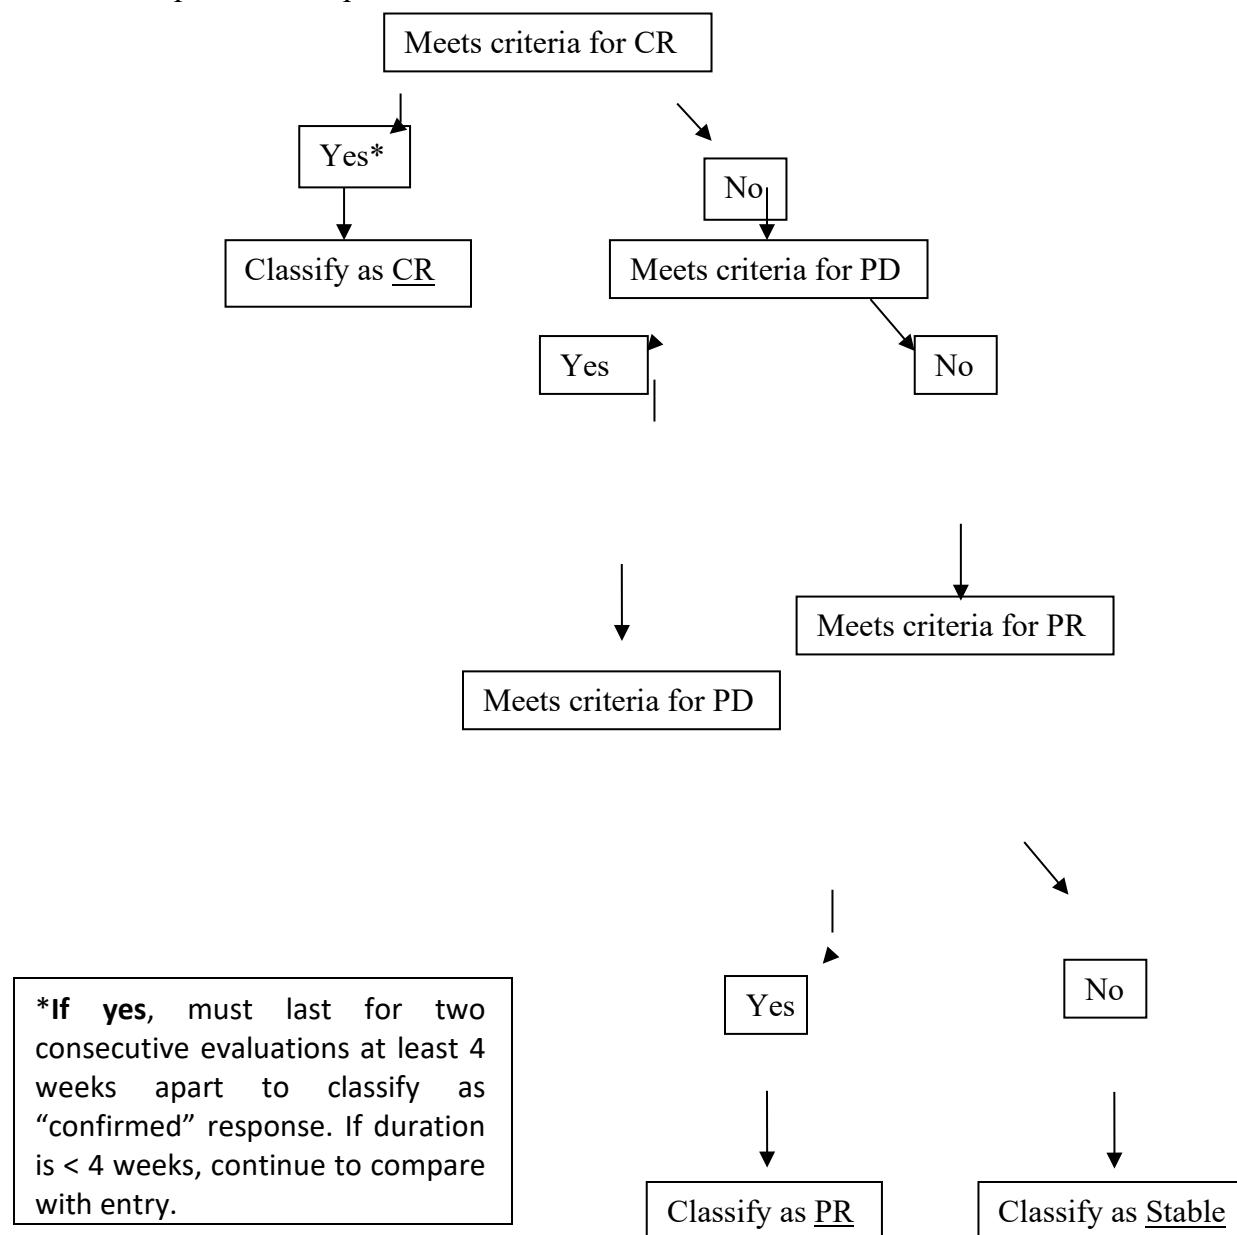 Meets criteria for CR
Yes*
No
Classify as CR
Meets criteria for PD
Yes
No
Meets criteria for PR
Meets criteria for PD
Yes
No
*If yes, must last for two
consecutive evaluations at least 4
weeks apart to classify as
“confirmed” response. If duration
is < 4 weeks, continue to compare
with entry.
Classify as PR
Classify as Stable